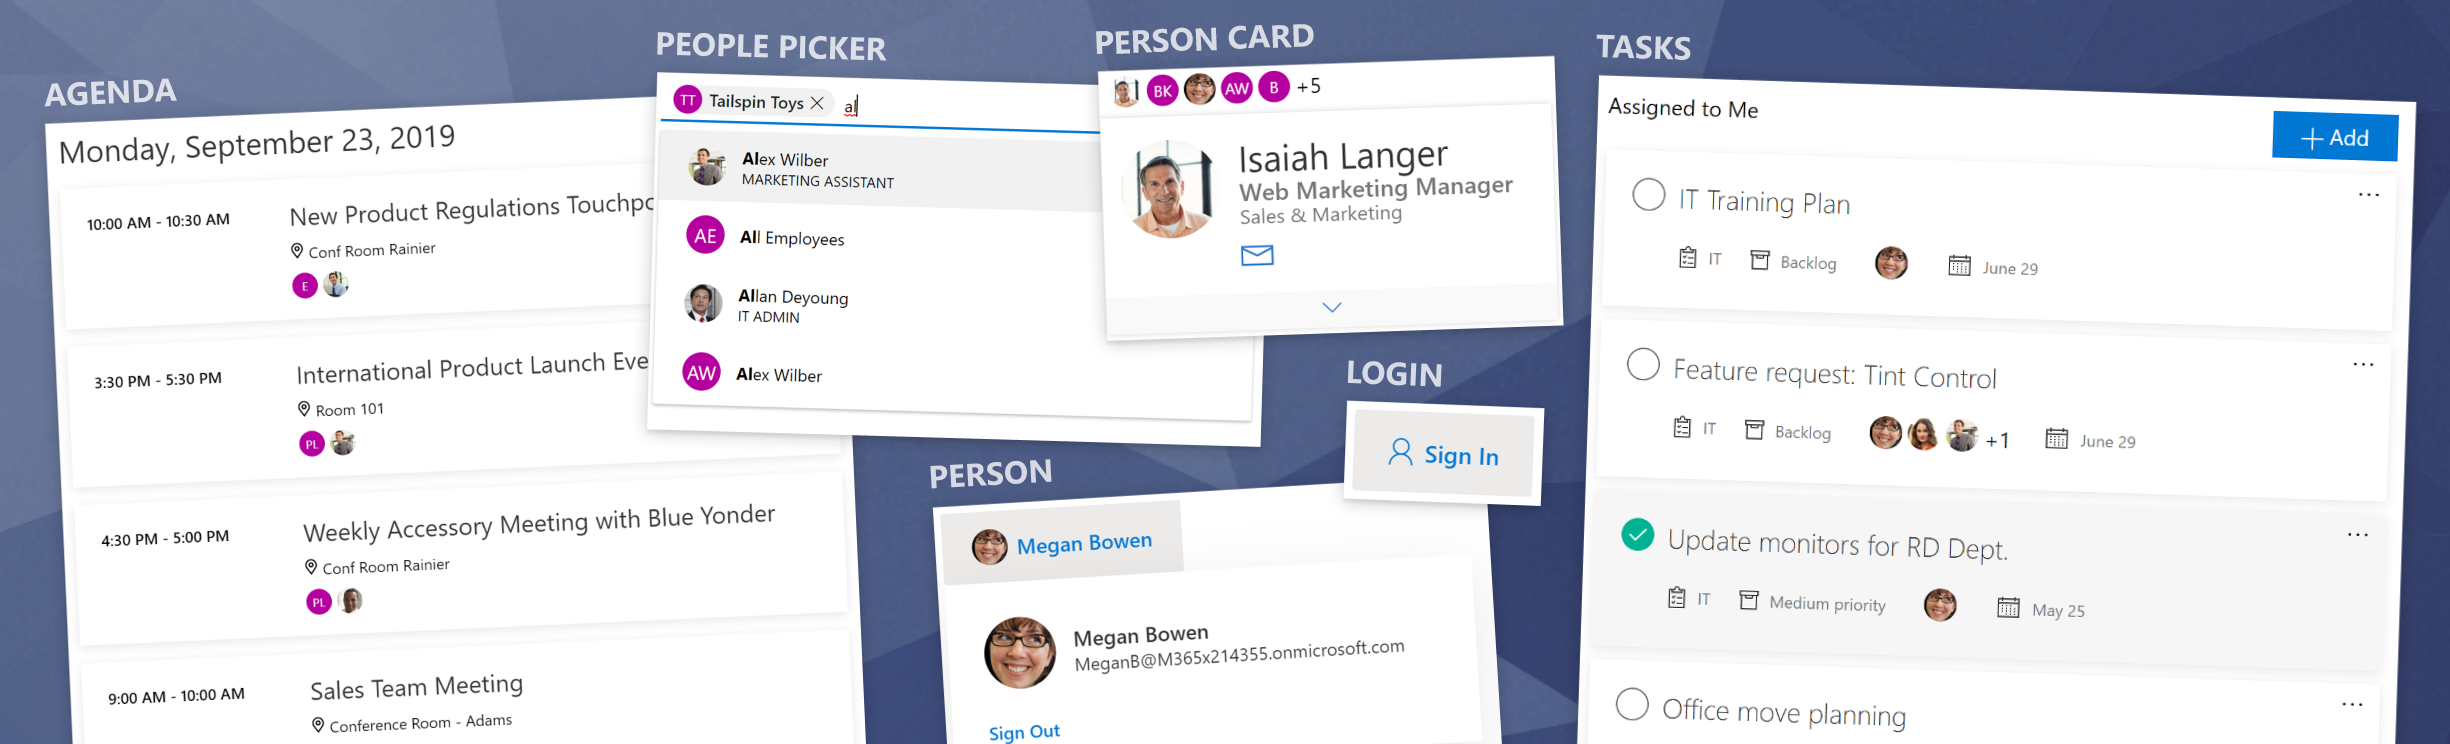 AGENDA
Monday, September 23, 2019
10:00 AM - 10:30 AM
New Product Regulations Touchpo
Conf Room Rainier
E
3:30 PM - 5:30 PM
International Product Launch Eve
Room 101
PL
4:30 PM - 5:00 PM
Weekly Accessory Meeting with Blue Yonder
Conf Room Rainier
PL
9:00 AM - 10:00 AM
Sales Team Meeting
Conference Room - Adams
PEOPLE PICKER
TT Tailspin Toys al
Alex Wilber
MARKETING ASSISTANT
AE All Employees
Allan Deyoung
IT ADMIN
AW Alex Wilber
PERSON CARD
BK AW B +5
Isaiah Langer
Web Marketing Manager
Sales & Marketing
LOGIN
Sign In
PERSON
Megan Bowen
Megan Bowen
MeganB@M365x214355.onmicrosoft.com
Sign Out
TASKS
Assigned to Me
Add
IT Training Plan
IT Backlog June 29
Feature request: Tint Control
IT Backlog +1 June 29
Update monitors for RD Dept.
IT Medium priority May 25
Office move planning